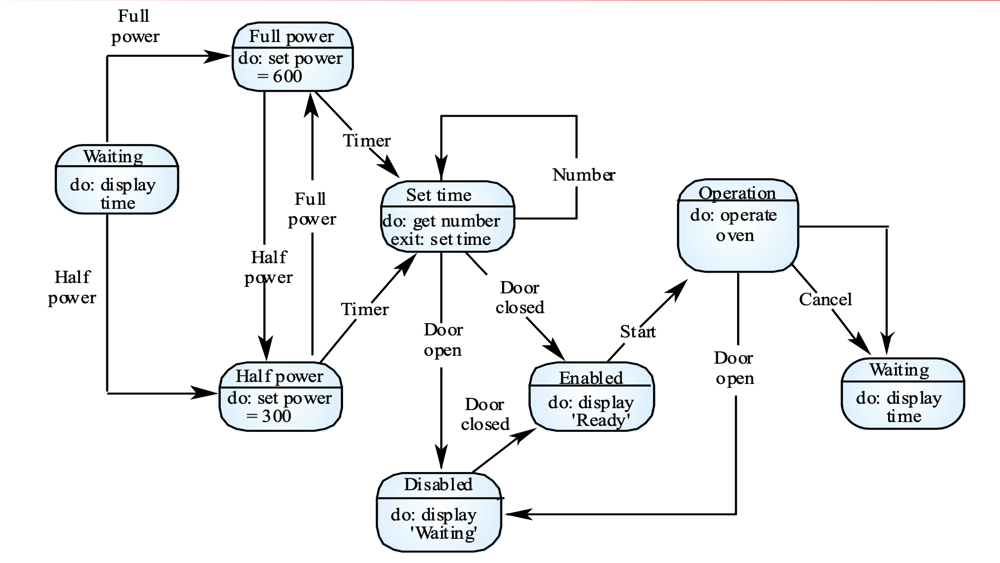 Full
power
Full power
do: set power
= 600
Timer
Waiting
do: display
time
Full
power
Number
Set time
do: get number
exit: set time
Operation
do: operate
oven
Half
power
Half
power
Timer
Door
closed
Cancel
Door
open
Start
Door
open
Half power
do: set power
= 300
Enabled
do: display
'Ready'
Waiting
do: display
time
Door
closed
Disabled
do: display
'Waiting'